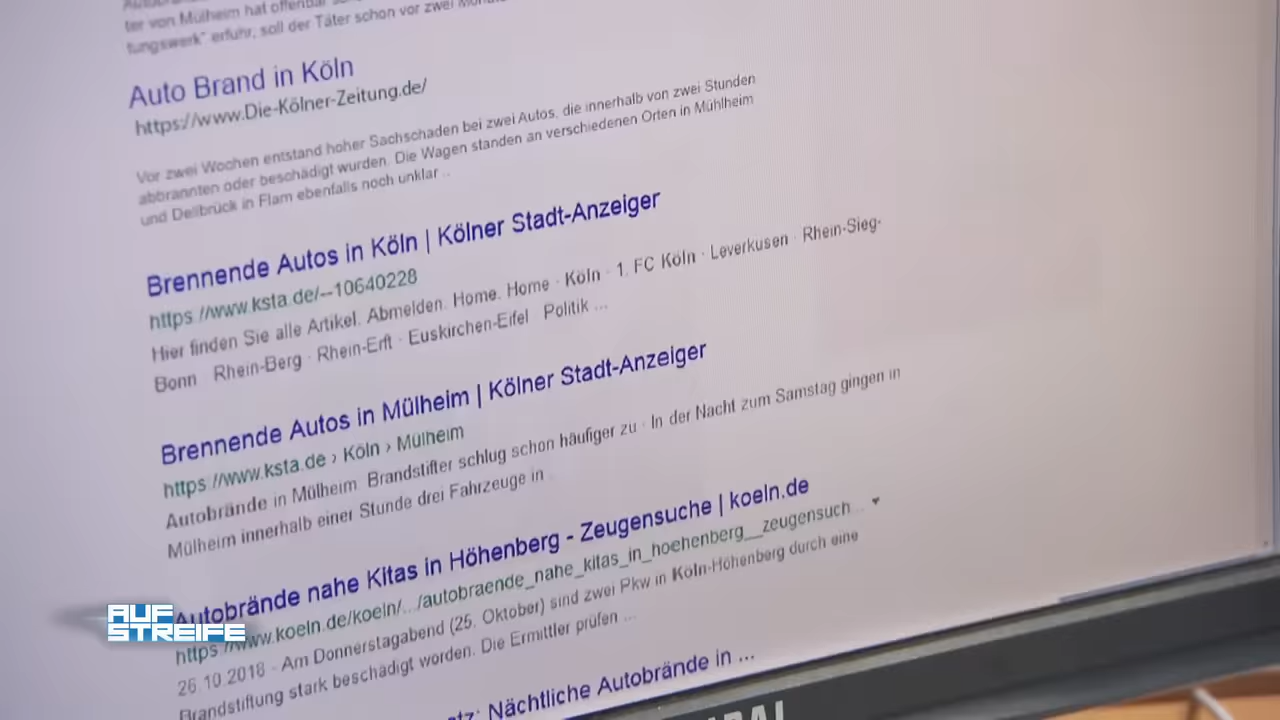 ter von Mülheim hat offenbar
tungswerk" erfuhr, soll der Täter schon vor zwei
Auto Brand in Köln
https://www.Die-Kölner-Zeitung.de/
Vor zwei Wochen entstand hoher Sachschaden bei zwei Autos, die innerhalb von zwei Stunden
abbrannten oder beschädigt wurden. Die Wagen standen an verschiedenen Orten in Mühlheim
und Dellbrück in Flam ebenfalls noch unklar ..
Brennende Autos in Köln | Kölner Stadt-Anzeiger
https://www.ksta.de/--10640228
Hier finden Sie alle Artikel. Abmelden. Home. Home · Köln · 1. FC Köln · Leverkusen · Rhein-Sieg-
Bonn · Rhein-Berg · Rhein-Erft · Euskirchen-Eifel · Politik ...
Brennende Autos in Mülheim | Kölner Stadt-Anzeiger
https://www.ksta.de › Köln › Mülheim
Autobrände in Mülheim. Brandstifter schlug schon häufiger zu · In der Nacht zum Samstag gingen in
Mülheim innerhalb einer Stunde drei Fahrzeuge in
Autobrände nahe Kitas in Höhenberg - Zeugensuche | koeln.de
https://www.koeln.de/koeln/.../autobraende_nahe_kitas_in_hoehenberg__zeugensuch...
26.10.2018 - Am Donnerstagabend (25. Oktober) sind zwei Pkw in Köln-Höhenberg durch eine
Brandstiftung stark beschädigt worden. Die Ermittler prüfen ...
Nächtliche Autobrände in ...
AUF
STREIFE